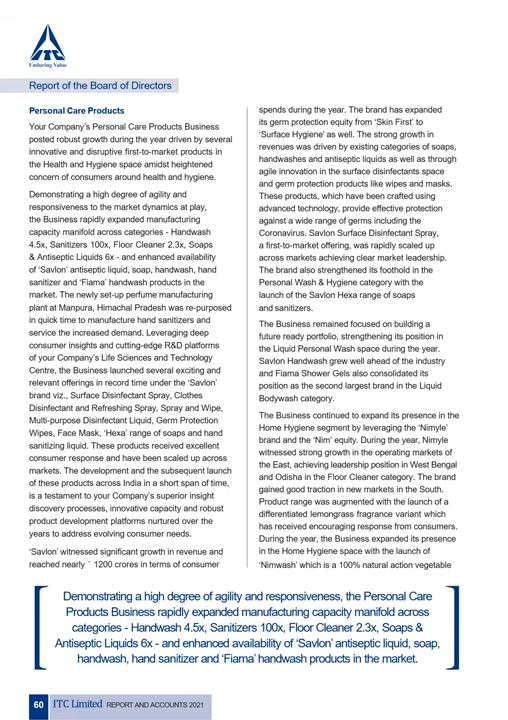 ITC
Enduring Value
Report of the Board of Directors
Personal Care Products
Your Company's Personal Care Products Business
posted robust growth during the year driven by several
innovative and disruptive first-to-market products in
the Health and Hygiene space amidst heightened
concern of consumers around health and hygiene.
Demonstrating a high degree of agility and
responsiveness to the market dynamics at play,
the Business rapidly expanded manufacturing
capacity manifold across categories - Handwash
4.5x, Sanitizers 100x, Floor Cleaner 2.3x, Soaps
& Antiseptic Liquids 6x - and enhanced availability
of 'Savlon' antiseptic liquid, soap, handwash, hand
sanitizer and 'Fiama' handwash products in the
market. The newly set-up perfume manufacturing
plant at Manpura, Himachal Pradesh was re-purposed
in quick time to manufacture hand sanitizers and
service the increased demand. Leveraging deep
consumer insights and cutting-edge R&D platforms
of your Company's Life Sciences and Technology
Centre, the Business launched several exciting and
relevant offerings in record time under the 'Savlon'
brand viz., Surface Disinfectant Spray, Clothes
Disinfectant and Refreshing Spray, Spray and Wipe,
Multi-purpose Disinfectant Liquid, Germ Protection
Wipes, Face Mask, 'Hexa' range of soaps and hand
sanitizing liquid. These products received excellent
consumer response and have been scaled up across
markets. The development and the subsequent launch
of these products across India in a short span of time,
is a testament to your Company's superior insight
discovery processes, innovative capacity and robust
product development platforms nurtured over the
years to address evolving consumer needs.
'Savlon' witnessed significant growth in revenue and
reached nearly ` 1200 crores in terms of consumer
spends during the year. The brand has expanded
its germ protection equity from 'Skin First' to
'Surface Hygiene' as well. The strong growth in
revenues was driven by existing categories of soaps,
handwashes and antiseptic liquids as well as through
agile innovation in the surface disinfectants space
and germ protection products like wipes and masks.
These products, which have been crafted using
advanced technology, provide effective protection
against a wide range of germs including the
Coronavirus. Savlon Surface Disinfectant Spray,
a first-to-market offering, was rapidly scaled up
across markets achieving clear market leadership.
The brand also strengthened its foothold in the
Personal Wash & Hygiene category with the
launch of the Savlon Hexa range of soaps
and sanitizers.
The Business remained focused on building a
future ready portfolio, strengthening its position in
the Liquid Personal Wash space during the year.
Savlon Handwash grew well ahead of the industry
and Fiama Shower Gels also consolidated its
position as the second largest brand in the Liquid
Bodywash category.
The Business continued to expand its presence in the
Home Hygiene segment by leveraging the 'Nimyle'
brand and the 'Nim' equity. During the year, Nimyle
witnessed strong growth in the operating markets of
the East, achieving leadership position in West Bengal
and Odisha in the Floor Cleaner category. The brand
gained good traction in new markets in the South.
Product range was augmented with the launch of a
differentiated lemongrass fragrance variant which
has received encouraging response from consumers.
During the year, the Business expanded its presence
in the Home Hygiene space with the launch of
'Nimwash' which is a 100% natural action vegetable
Demonstrating a high degree of agility and responsiveness, the Personal Care
Products Business rapidly expanded manufacturing capacity manifold across
categories - Handwash 4.5x, Sanitizers 100x, Floor Cleaner 2.3x, Soaps &
Antiseptic Liquids 6x - and enhanced availability of 'Savlon' antiseptic liquid, soap,
handwash, hand sanitizer and 'Fiama' handwash products in the market.
60 ITC Limited REPORT AND ACCOUNTS 2021